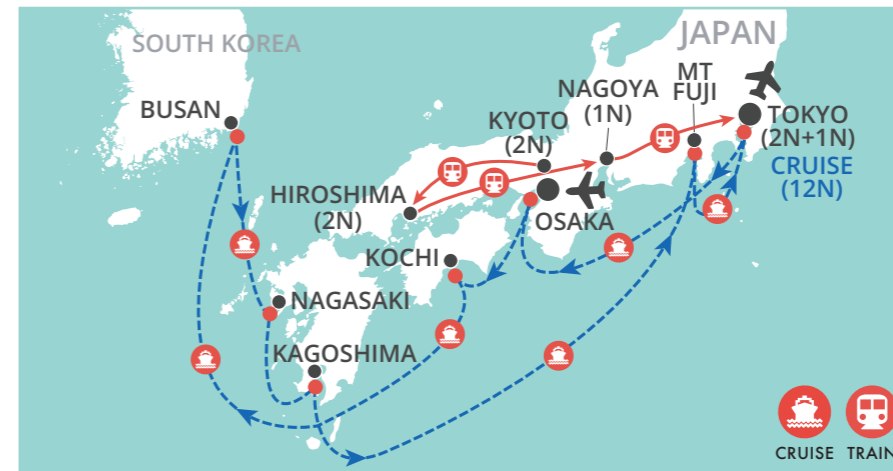 SOUTH KOREA
JAPAN
BUSAN
NAGOYA
(1N)
MT
FUJI
KYOTO
(2N)
TOKYO
(2N+1N)
CRUISE
(12N)
HIROSHIMA
(2N)
OSAKA
KOCHI
NAGASAKI
KAGOSHIMA
CRUISE
TRAIN